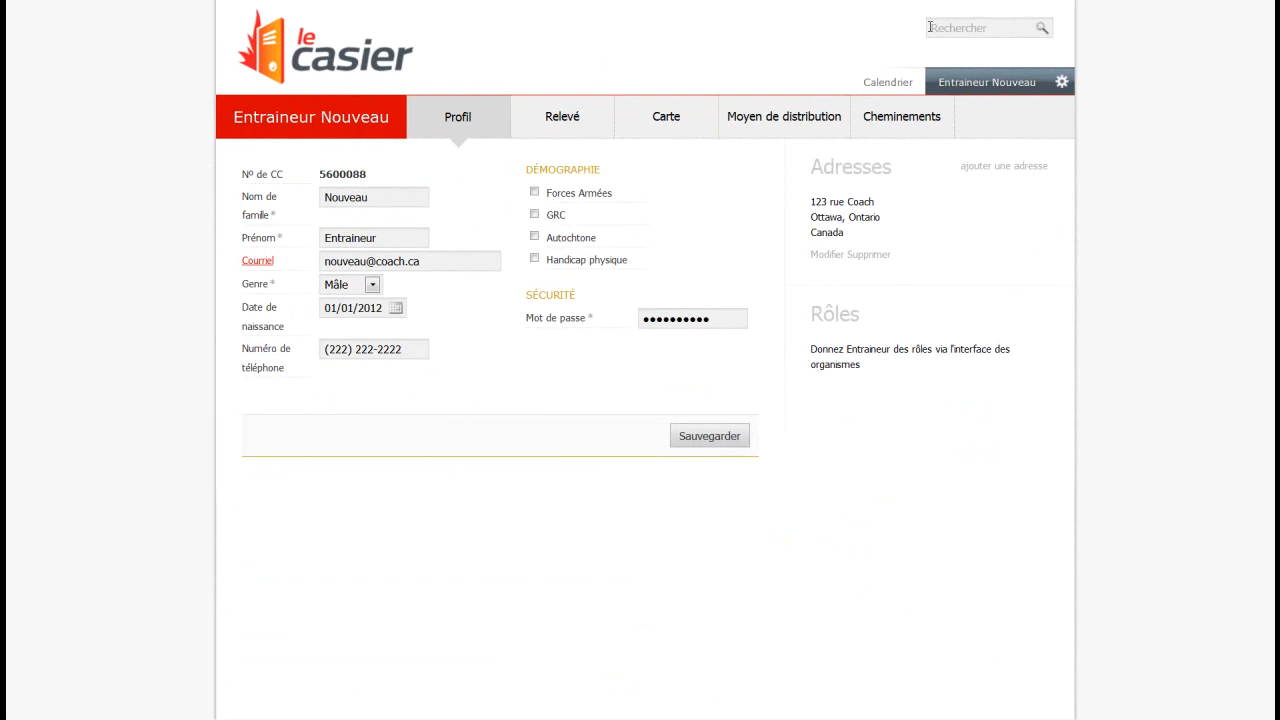 le
casier
Rechercher
Calendrier
Entraineur Nouveau
Entraineur Nouveau
Profil
Relevé
Carte
Moyen de distribution
Cheminements
Nº de CC
5600088
Nom de
famille *
Nouveau
Prénom *
Entraineur
Courriel
nouveau@coach.ca
Genre *
Mâle
Date de
naissance
01/01/2012
Numéro de
téléphone
(222) 222-2222
DÉMOGRAPHIE
Forces Armées
GRC
Autochtone
Handicap physique
SÉCURITÉ
Mot de passe *
••••••••••
Sauvegarder
Adresses
ajouter une adresse
123 rue Coach
Ottawa, Ontario
Canada
Modifier Supprimer
Rôles
Donnez Entraineur des rôles via l'interface des
organismes